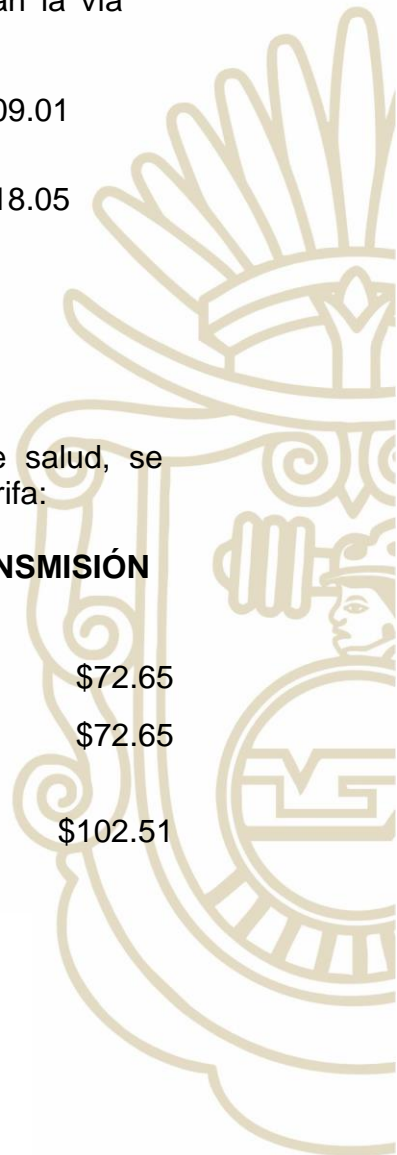 an la vía
09.01
18.05
e salud, se
rifa:
NSMISIÓN
$72.65
$72.65
$102.51